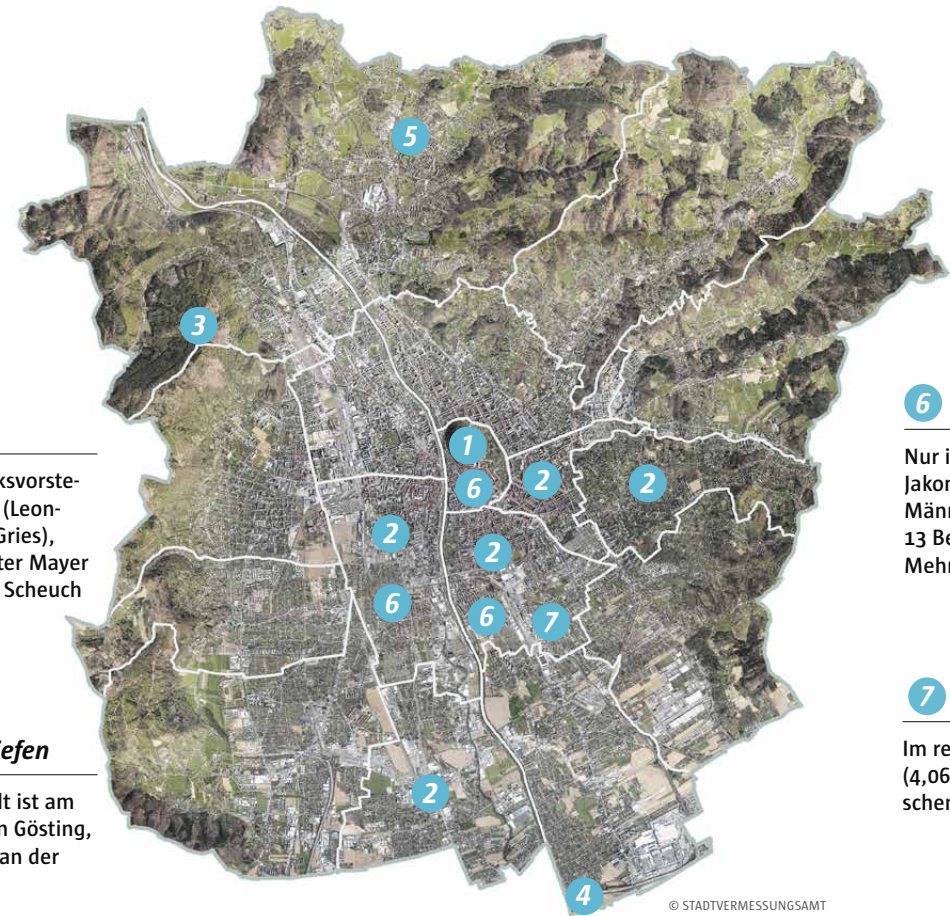 5
3
1
6
2
2
2
2
6
6
7
2
4
ksvorste-
(Leon-
Gries),
ter Mayer
Scheuch
iefen
lt ist am
n Gösting,
an der
6
Nur i
Jakon
Männ
13 Be
Mehr
7
Im re
(4,06
scher
© STADTVERMESSUNGSAMT